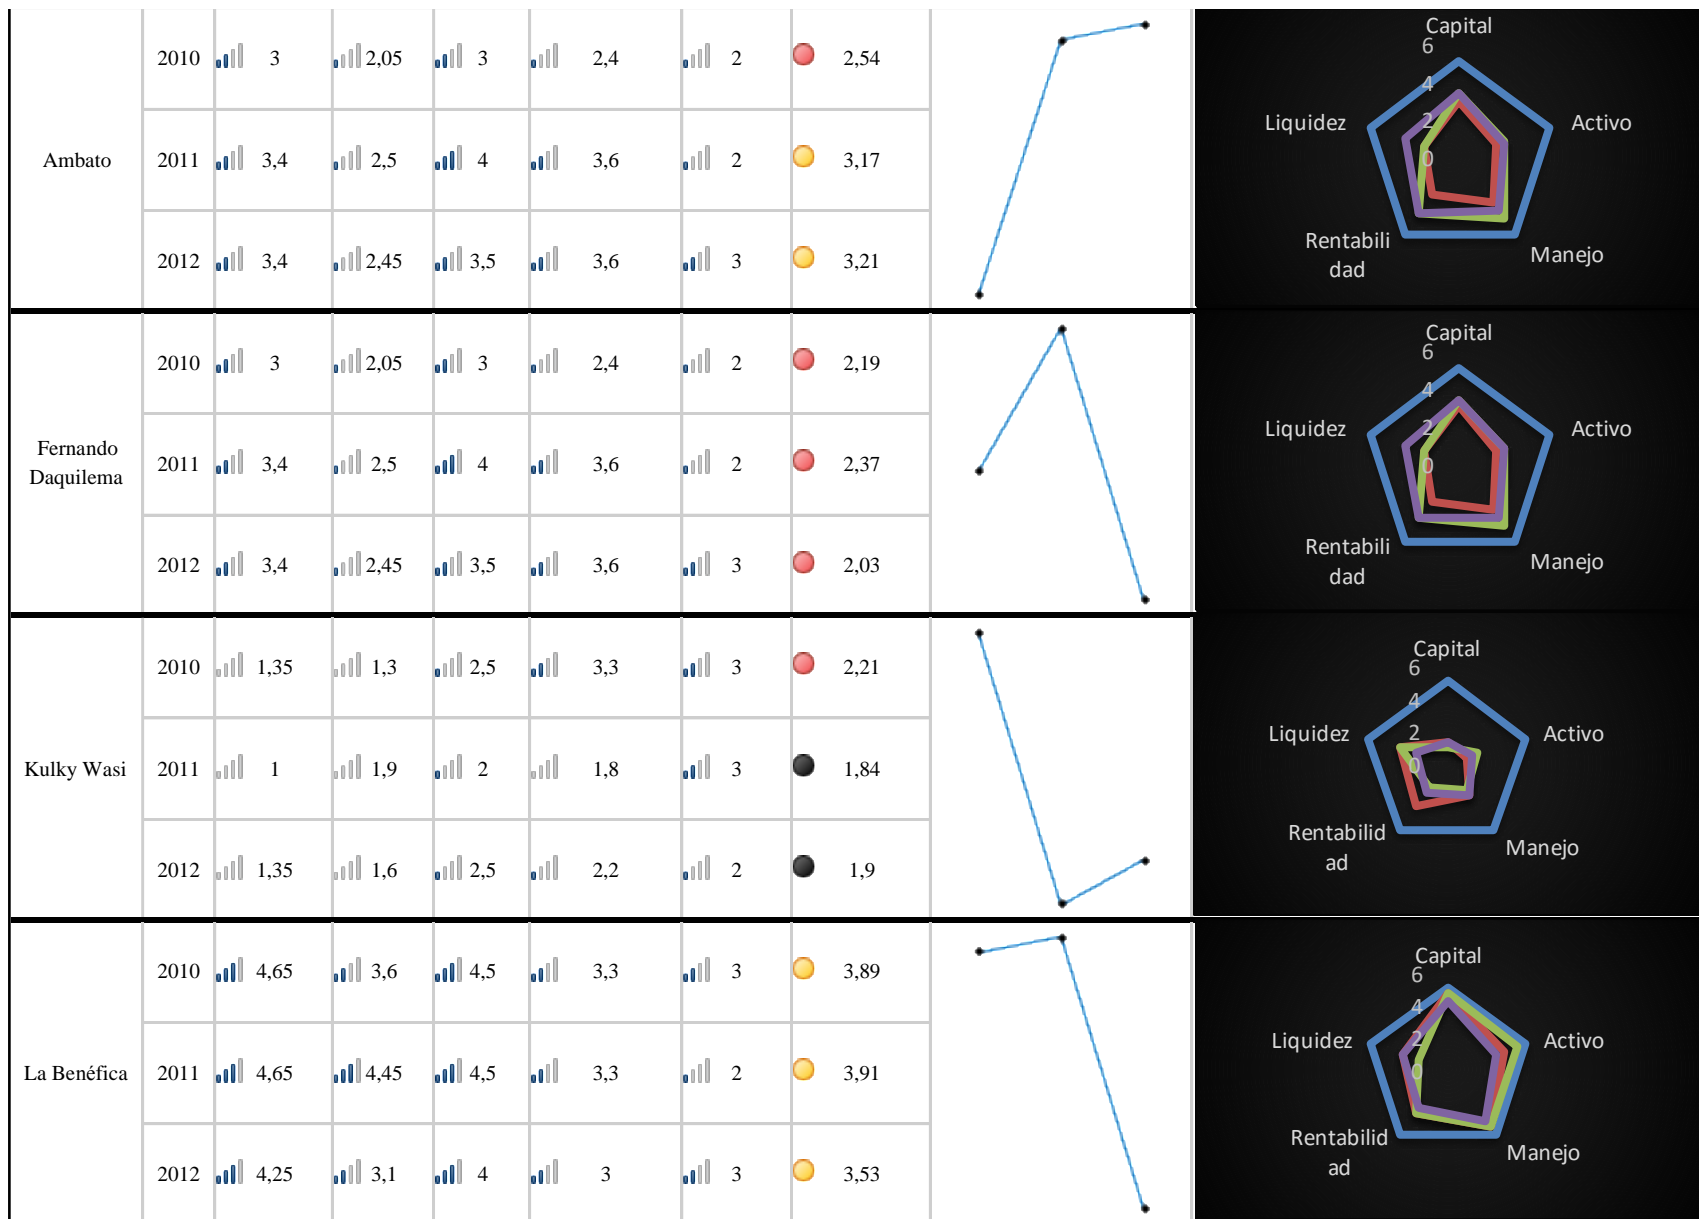 2010 3 2,05 3 2,4 2 2,54
Ambato 2011 3,4 2,5 4 3,6 2 3,17
2012 3,4 2,45 3,5 3,6 3 3,21
Capital
6
4
2
0
Liquidez
Activo
Rentabili
dad
Manejo
2010 3 2,05 3 2,4 2 2,19
Fernando
Daquilema
2011 3,4 2,5 4 3,6 2 2,37
2012 3,4 2,45 3,5 3,6 3 2,03
Capital
6
4
2
0
Liquidez
Activo
Rentabili
dad
Manejo
2010 1,35 1,3 2,5 3,3 3 2,21
Kulky Wasi 2011 1 1,9 2 1,8 3 1,84
2012 1,35 1,6 2,5 2,2 2 1,9
Capital
6
4
2
0
Liquidez
Activo
Rentabilid
ad
Manejo
2010 4,65 3,6 4,5 3,3 3 3,89
La Benéfica 2011 4,65 4,45 4,5 3,3 2 3,91
2012 4,25 3,1 4 3 3 3,53
Capital
6
4
2
0
Liquidez
Activo
Rentabilid
ad
Manejo